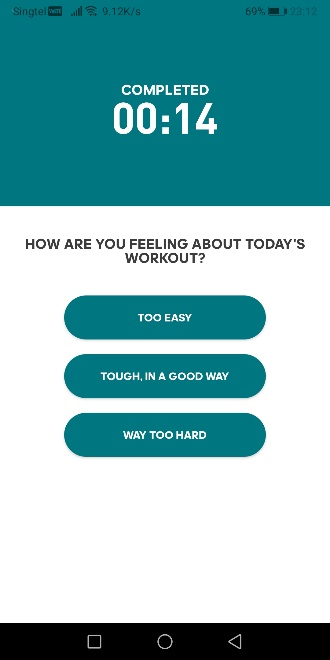 Singtel VoWiFi 9.12K/s 69% 23:12
COMPLETED
00:14
HOW ARE YOU FEELING ABOUT TODAY'S
WORKOUT?
TOO EASY
TOUGH, IN A GOOD WAY
WAY TOO HARD